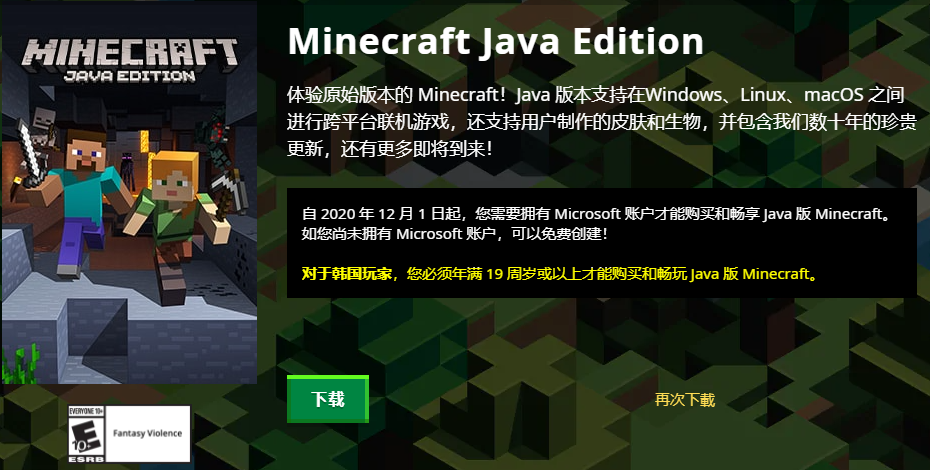 MINECRAFT
JAVA EDITION
Minecraft Java Edition
体验原始版本的 Minecraft！Java 版本支持在Windows、Linux、macOS 之间
进行跨平台联机游戏，还支持用户制作的皮肤和生物，并包含我们数十年的珍贵
更新，还有更多即将到来！
自 2020 年 12 月 1 日起，您需要拥有 Microsoft 账户才能购买和畅享 Java 版 Minecraft。
如您尚未拥有 Microsoft 账户，可以免费创建！
对于韩国玩家，您必须年满 19 周岁或以上才能购买和畅玩 Java 版 Minecraft。
下载
再次下載
EVERYONE 10+
E
10+
ESRB
Fantasy Violence